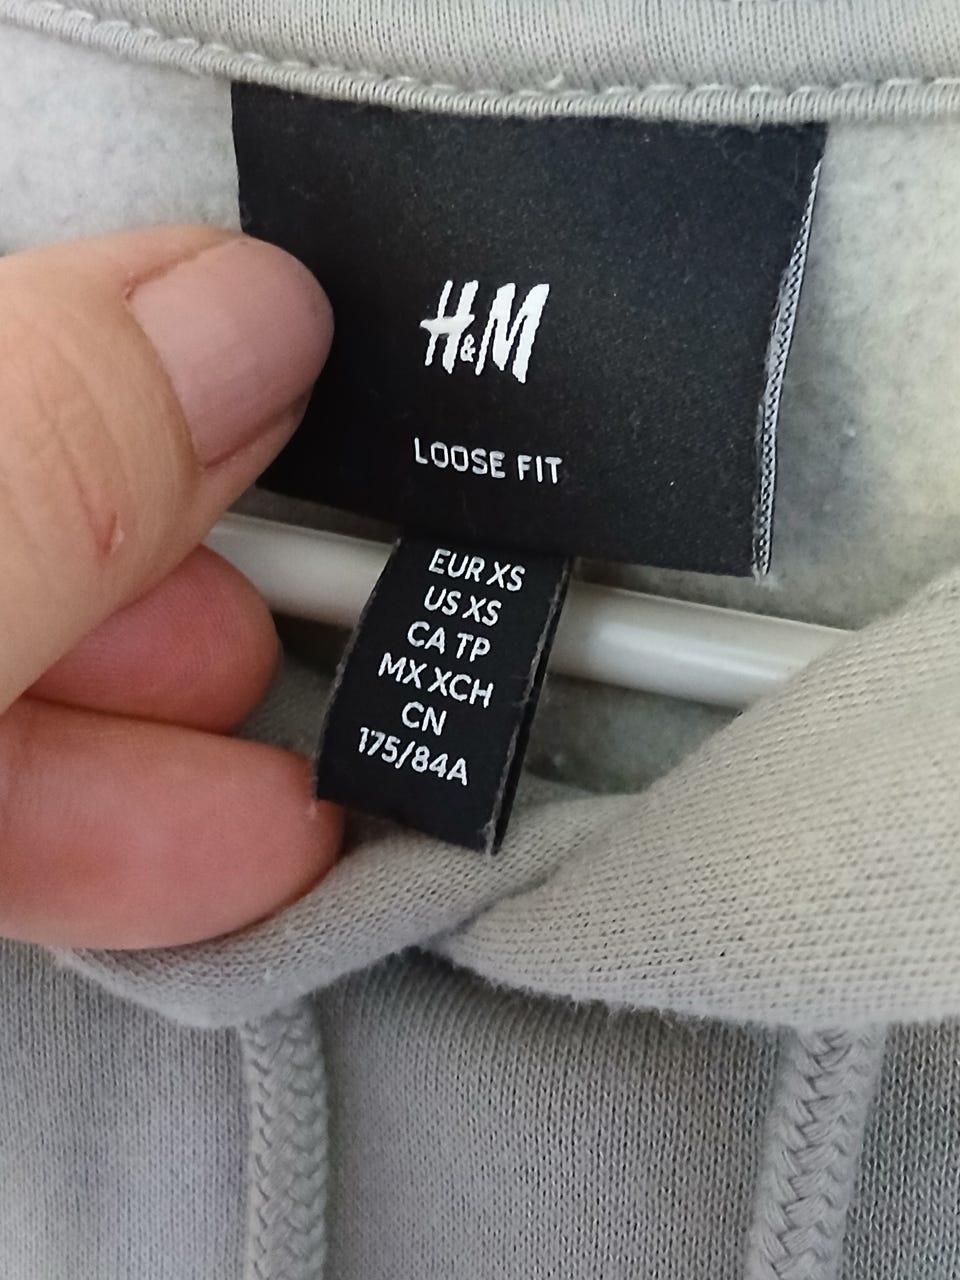 H&M
LOOSE FIT
EUR XS
US XS
CA TP
MX XCH
CN
175/84A